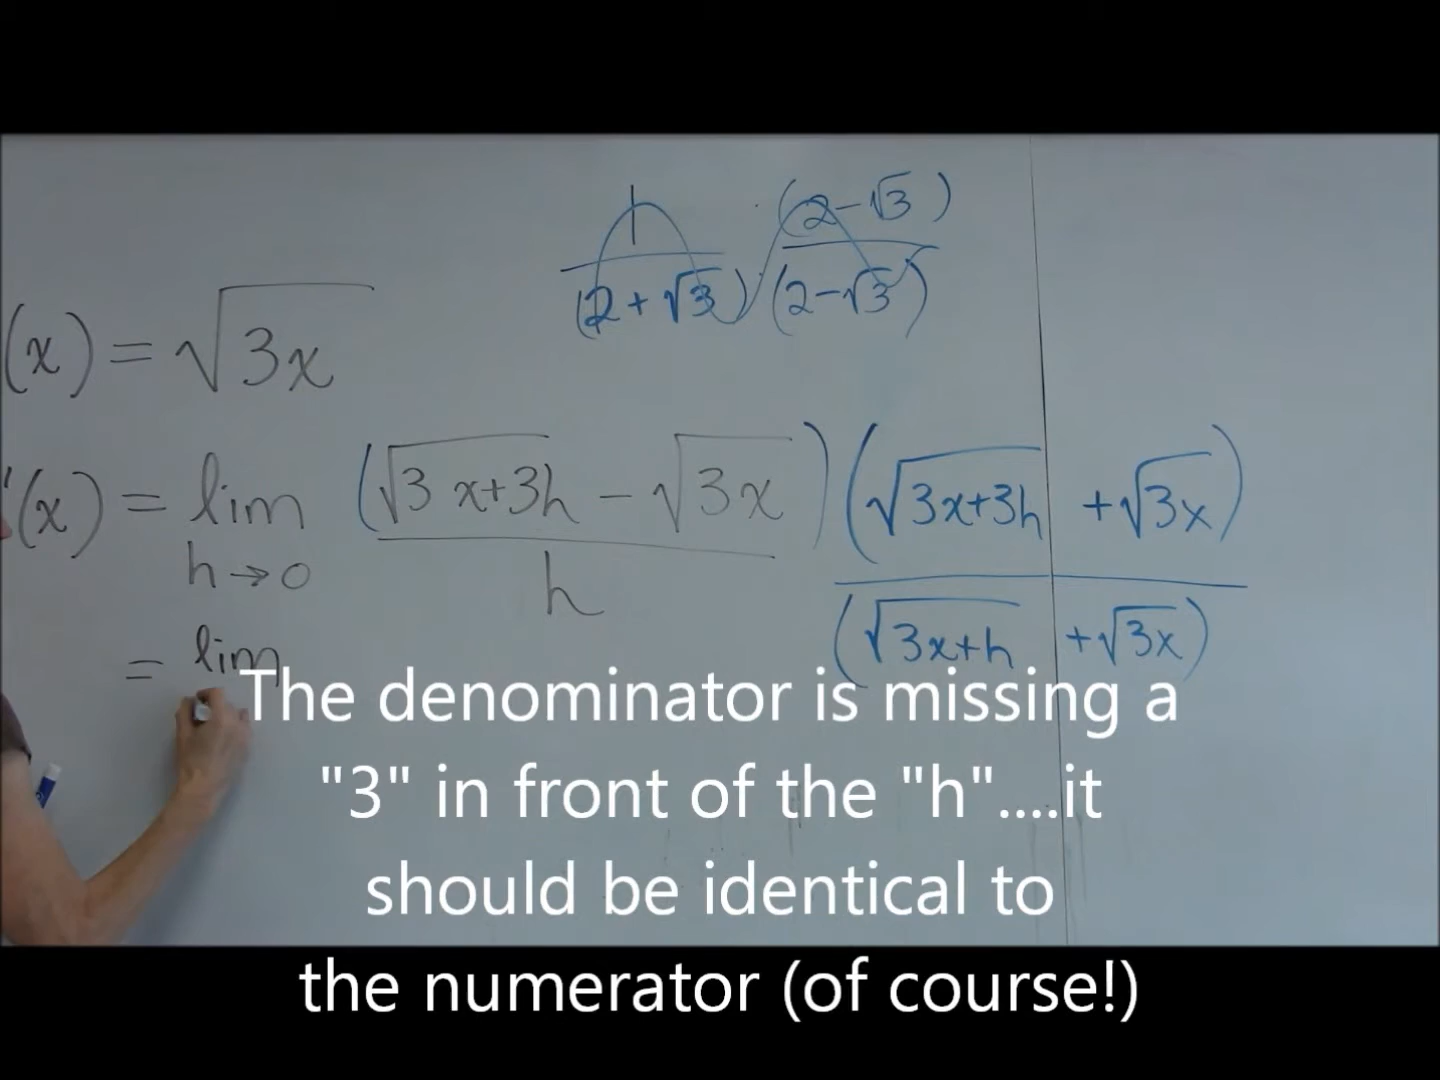 1 (2-√3)
(2+√3) (2-√3)
(x) = √3x
'(x) = lim (√3x+3h - √3x) (√3x+3h +√3x)
h→0 h (√3x+h +√3x)
= lim
The denominator is missing a
"3" in front of the "h"....it
should be identical to
the numerator (of course!)